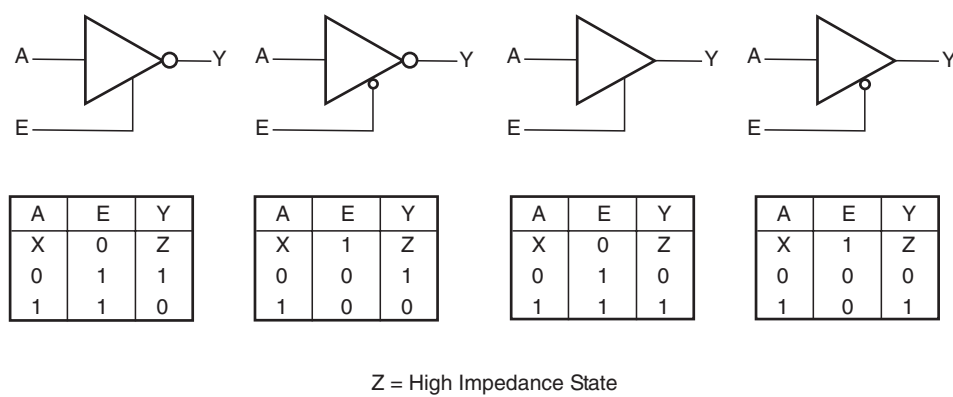 A Y A Y A Y A Y
E E E E
A E Y A E Y A E Y A E Y
X 0 Z X 1 Z X 0 Z X 1 Z
0 1 1 0 0 1 0 1 0 0 0 0
1 1 0 1 0 0 1 1 1 1 0 1
Z = High Impedance State